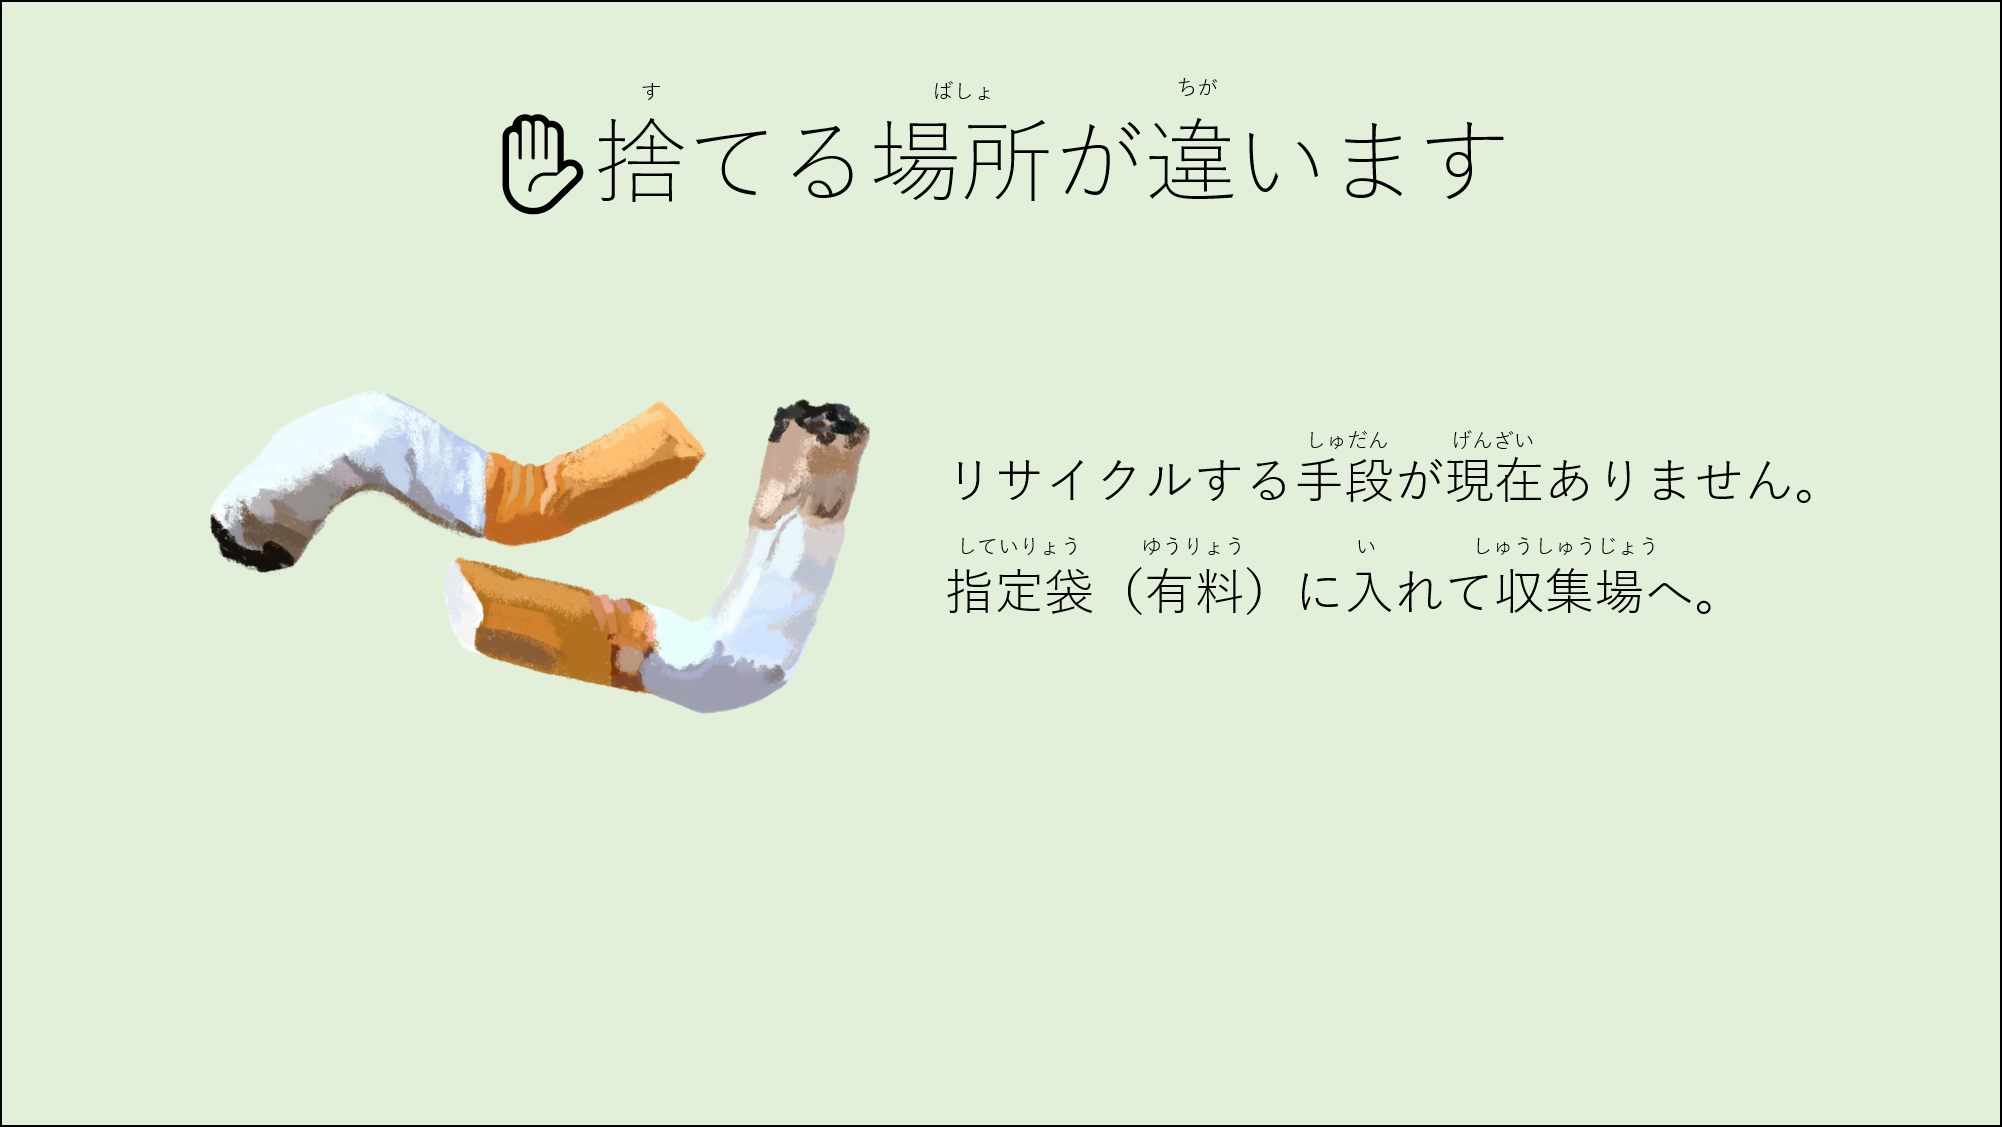 す ばしょ ちが
捨てる場所が違います
しゅだん げんざい
リサイクルする手段が現在ありません。
していりょう ゆうりょう い しゅうしゅうじょう
指定袋（有料）に入れて収集場へ。